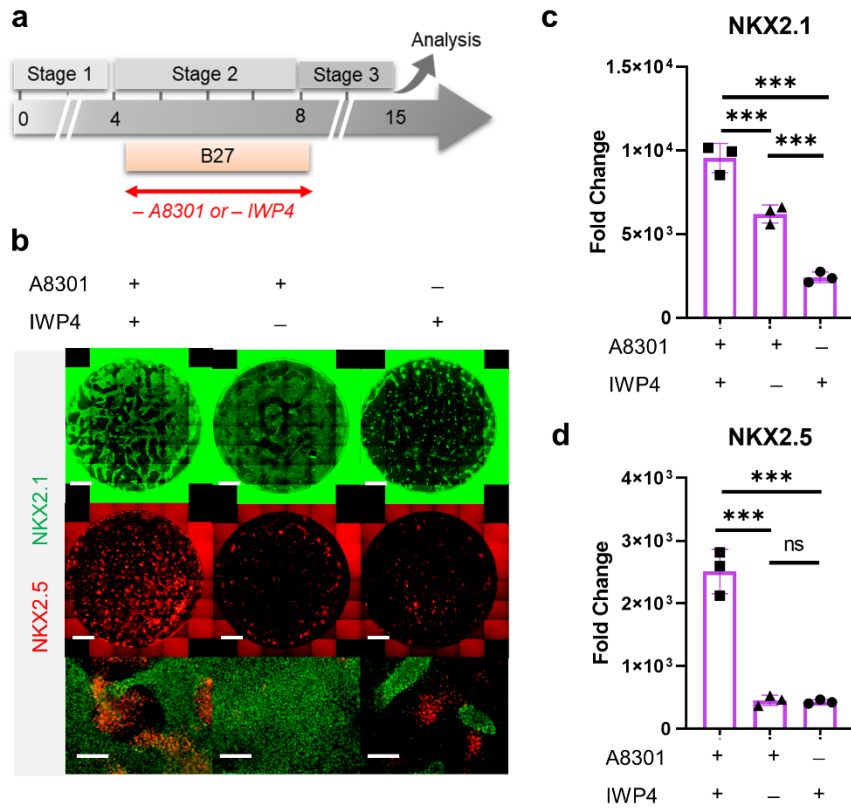 a
Analysis
Stage 1 Stage 2 Stage 3
0 4 8 15
B27
– A8301 or – IWP4
b
A8301 + + –
IWP4 + – +
NKX2.1
NKX2.5
c
NKX2.1
Fold Change
1.5×10⁴
1×10⁴
5×10³
0
***
***
***
A8301 + + –
IWP4 + – +
d
NKX2.5
Fold Change
4×10³
3×10³
2×10³
1×10³
0
***
***
ns
A8301 + + –
IWP4 + – +